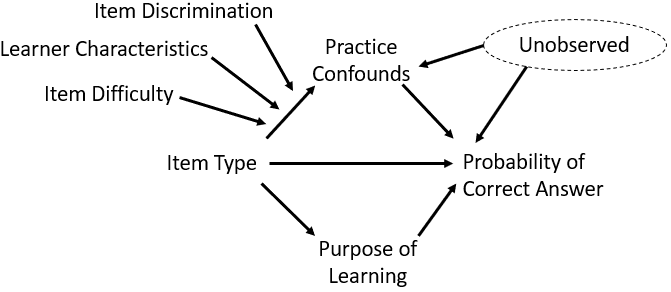 Item Discrimination
Learner Characteristics
Item Difficulty
Practice
Confounds
Unobserved
Item Type
Probability of
Correct Answer
Purpose of
Learning